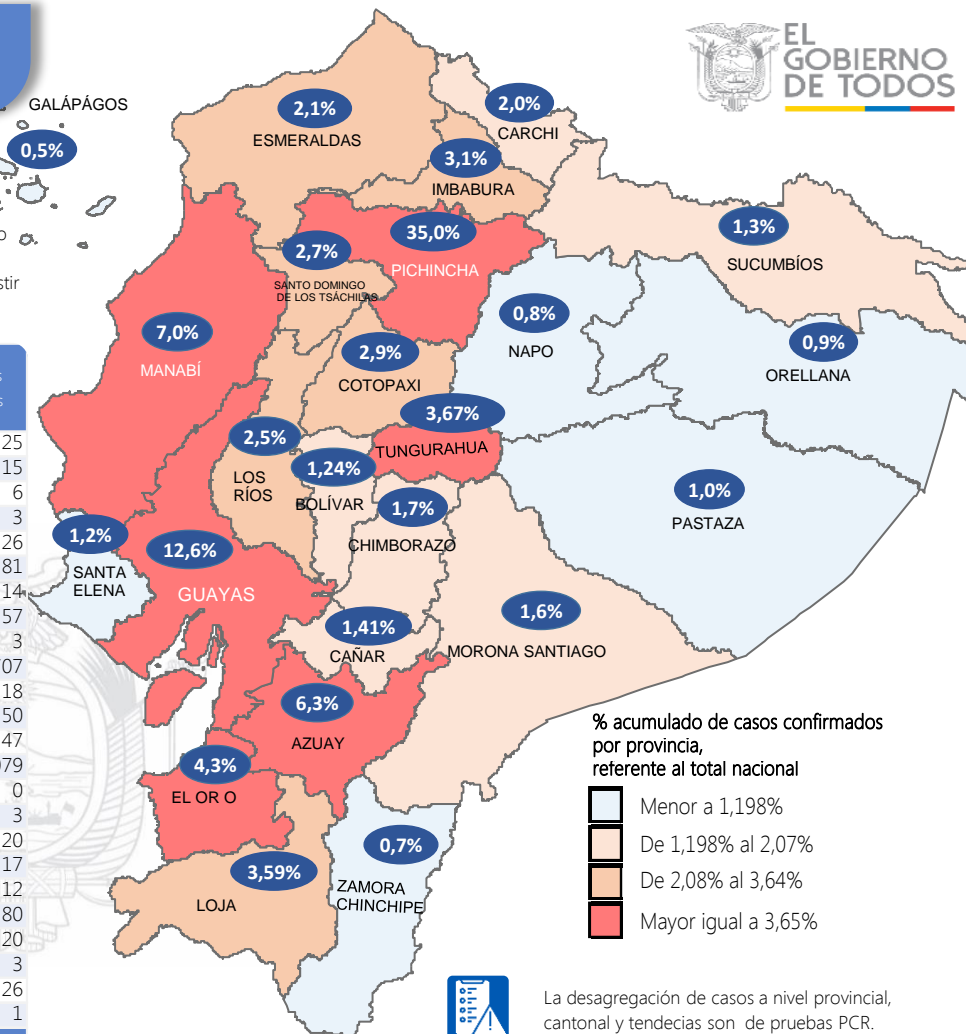 EL
GOBIERNO
DE TODOS
GALÁPÁGOS
0,5%
2,1%
ESMERALDAS
2,0%
CARCHI
3,1%
IMBABURA
1,3%
SUCUMBÍOS
35,0%
PICHINCHA
2,7%
SANTO DOMINGO
DE LOS TSÁCHILAS
0,8%
NAPO
0,9%
ORELLANA
7,0%
MANABÍ
2,9%
COTOPAXI
3,67%
TUNGURAHUA
2,5%
LOS
RÍOS
1,24%
BOLÍVAR
1,7%
CHIMBORAZO
1,0%
PASTAZA
1,2%
SANTA
ELENA
12,6%
GUAYAS
1,41%
CAÑAR
1,6%
MORONA SANTIAGO
6,3%
AZUAY
4,3%
EL OR O
3,59%
LOJA
0,7%
ZAMORA
CHINCHIPE
o
stir
s
s
25
15
6
3
26
81
14
57
3
707
18
50
47
079
0
3
20
17
12
80
20
3
26
1
% acumulado de casos confirmados
por provincia,
referente al total nacional
Menor a 1,198%
De 1,198% al 2,07%
De 2,08% al 3,64%
Mayor igual a 3,65%
La desagregación de casos a nivel provincial,
cantonal y tendecias son de pruebas PCR.